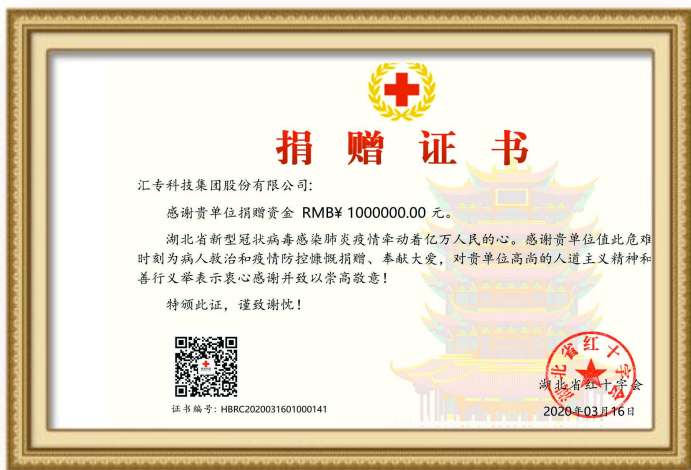 捐赠证书
汇专科技集团股份有限公司:
感谢贵单位捐赠资金 RMB¥ 1000000.00 元。
湖北省新型冠状病毒感染肺炎疫情牵动着亿万人民的心。感谢贵单位值此危难
时刻为病人救治和疫情防控慷慨捐赠、奉献大爱，对贵单位高尚的人道主义精神和
善行义举表示衷心感谢并致以崇高敬意！
特颁此证，谨致谢忱！
湖北省红十字会
湖北省红十字会
2020年03月16日
证书编号: HBRC2020031601000141